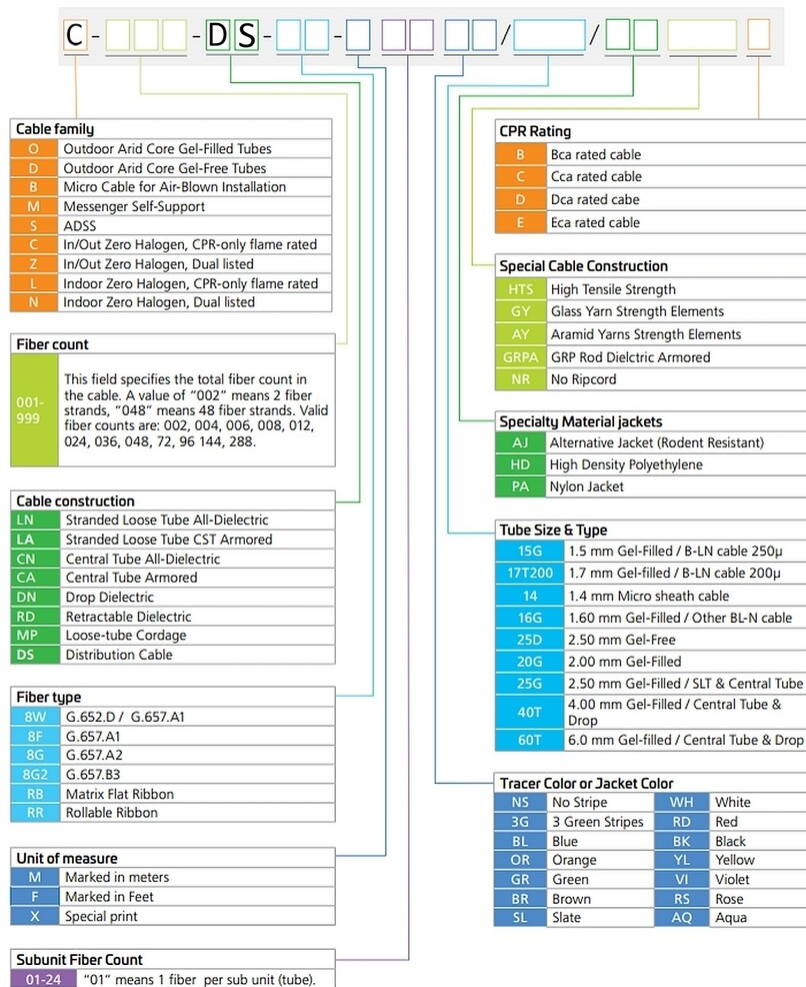 C - - DS - - / /
Cable family
O Outdoor Arid Core Gel-Filled Tubes
D Outdoor Arid Core Gel-Free Tubes
B Micro Cable for Air-Blown Installation
M Messenger Self-Support
S ADSS
C In/Out Zero Halogen, CPR-only flame rated
Z In/Out Zero Halogen, Dual listed
L Indoor Zero Halogen, CPR-only flame rated
N Indoor Zero Halogen, Dual listed
Fiber count
001-
999
This field specifies the total fiber count in
the cable. A value of “002” means 2 fiber
strands, “048” means 48 fiber strands. Valid
fiber counts are: 002, 004, 006, 008, 012,
024, 036, 048, 72, 96 144, 288.
Cable construction
LN Stranded Loose Tube All-Dielectric
LA Stranded Loose Tube CST Armored
CN Central Tube All-Dielectric
CA Central Tube Armored
DN Drop Dielectric
RD Retractable Dielectric
MP Loose-tube Cordage
DS Distribution Cable
Fiber type
8W G.652.D / G.657.A1
8F G.657.A1
8G G.657.A2
8G2 G.657.B3
RB Matrix Flat Ribbon
RR Rollable Ribbon
Unit of measure
M Marked in meters
F Marked in Feet
X Special print
Subunit Fiber Count
01-24 “01” means 1 fiber per sub unit (tube).
CPR Rating
B Bca rated cable
C Cca rated cable
D Dca rated cabe
E Eca rated cable
Special Cable Construction
HTS High Tensile Strength
GY Glass Yarn Strength Elements
AY Aramid Yarns Strength Elements
GRPA GRP Rod Dielctric Armored
NR No Ripcord
Specialty Material jackets
AJ Alternative Jacket (Rodent Resistant)
HD High Density Polyethylene
PA Nylon Jacket
Tube Size & Type
15G 1.5 mm Gel-Filled / B-LN cable 250µ
17T200 1.7 mm Gel-filled / B-LN cable 200µ
14 1.4 mm Micro sheath cable
16G 1.60 mm Gel-Filled / Other BL-N cable
25D 2.50 mm Gel-Free
20G 2.00 mm Gel-Filled
25G 2.50 mm Gel-Filled / SLT & Central Tube
40T 4.00 mm Gel-Filled / Central Tube &
Drop
60T 6.0 mm Gel-filled / Central Tube & Drop
Tracer Color or Jacket Color
NS No Stripe WH White
3G 3 Green Stripes RD Red
BL Blue BK Black
OR Orange YL Yellow
GR Green VI Violet
BR Brown RS Rose
SL Slate AQ Aqua